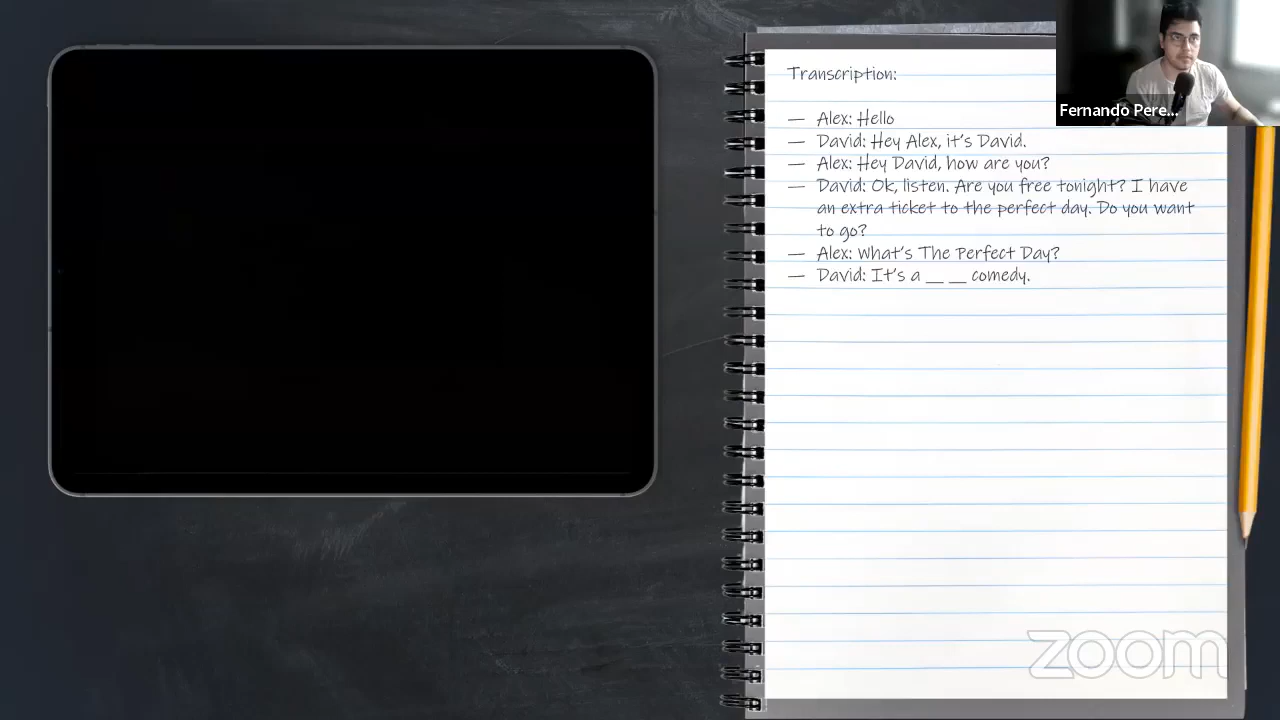 Transcription:
Fernando Pere...
— Alex: Hello
— David: Hey Alex, it's David.
— Alex: Hey David, how are you?
— David: Ok, listen. Are you free tonight? I have
an extra ticket to the perfect day. Do you want
to go?
— Alex: What's The Perfect Day?
— David: It's a __ __ comedy.
zoom